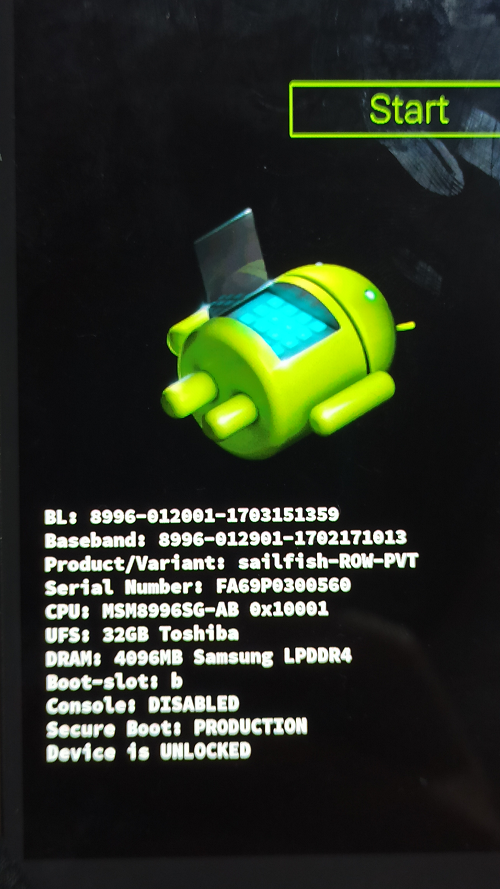 Start
BL: 8996-012001-1703151359
Baseband: 8996-012901-1702171013
Product/Variant: sailfish-ROW-PVT
Serial Number: FA69P0300560
CPU: MSM8996SG-AB 0x10001
UFS: 32GB Toshiba
DRAM: 4096MB Samsung LPDDR4
Boot-slot: b
Console: DISABLED
Secure Boot: PRODUCTION
Device is UNLOCKED